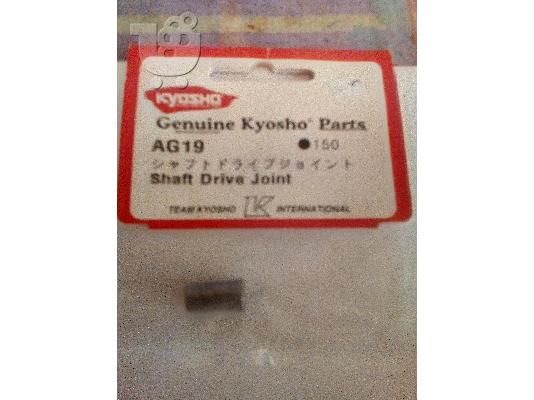 KYOSHO
Genuine Kyosho® Parts
AG19 ●150
シャフトドライブジョイント
Shaft Drive Joint
TEAM KYOSHO K INTERNATIONAL